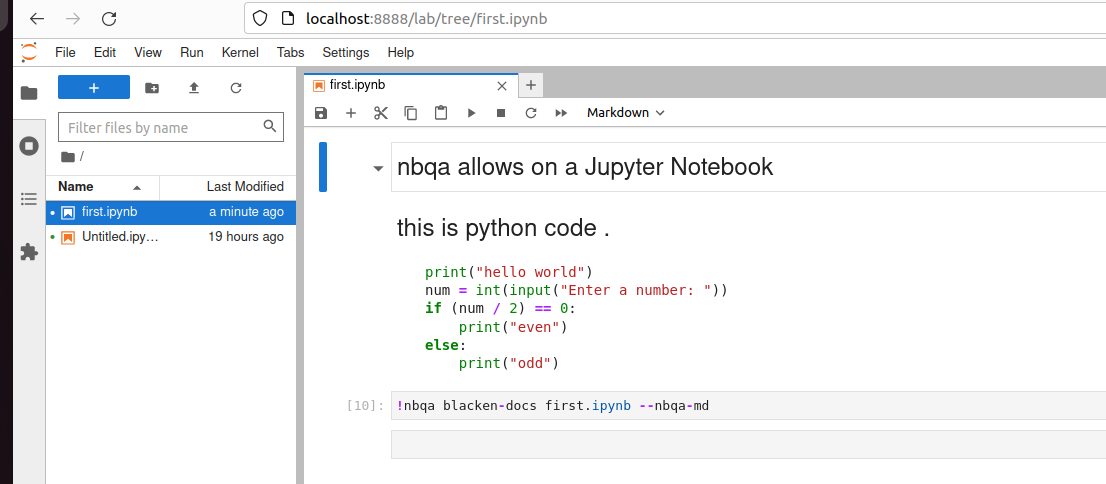 localhost:8888/lab/tree/first.ipynb
File Edit View Run Kernel Tabs Settings Help
+
first.ipynb
Filter files by name
Markdown
/
Name Last Modified
first.ipynb a minute ago
Untitled.ipy… 19 hours ago
nbqa allows on a Jupyter Notebook
this is python code .
print("hello world")
num = int(input("Enter a number: "))
if (num / 2) == 0:
    print("even")
else:
    print("odd")
[10]: !nbqa blacken-docs first.ipynb --nbqa-md